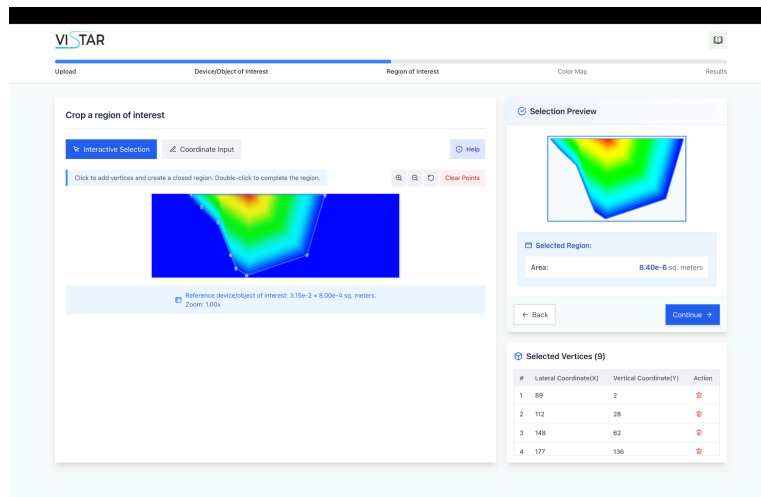 VISTAR
Upload
Device/Object of Interest
Region of Interest
Color Map
Results
Crop a region of interest
Interactive Selection
Coordinate Input
Help
Click to add vertices and create a closed region. Double-click to complete the region.
Clear Points
Reference device/object of interest: 3.15e-2 × 8.00e-4 sq. meters.
Zoom: 1.00x
Selection Preview
Selected Region:
Area: 8.40e-6 sq. meters
Back
Continue
Selected Vertices (9)
# Lateral Coordinate(X) Vertical Coordinate(Y) Action
1 89 2
2 112 28
3 148 62
4 177 136